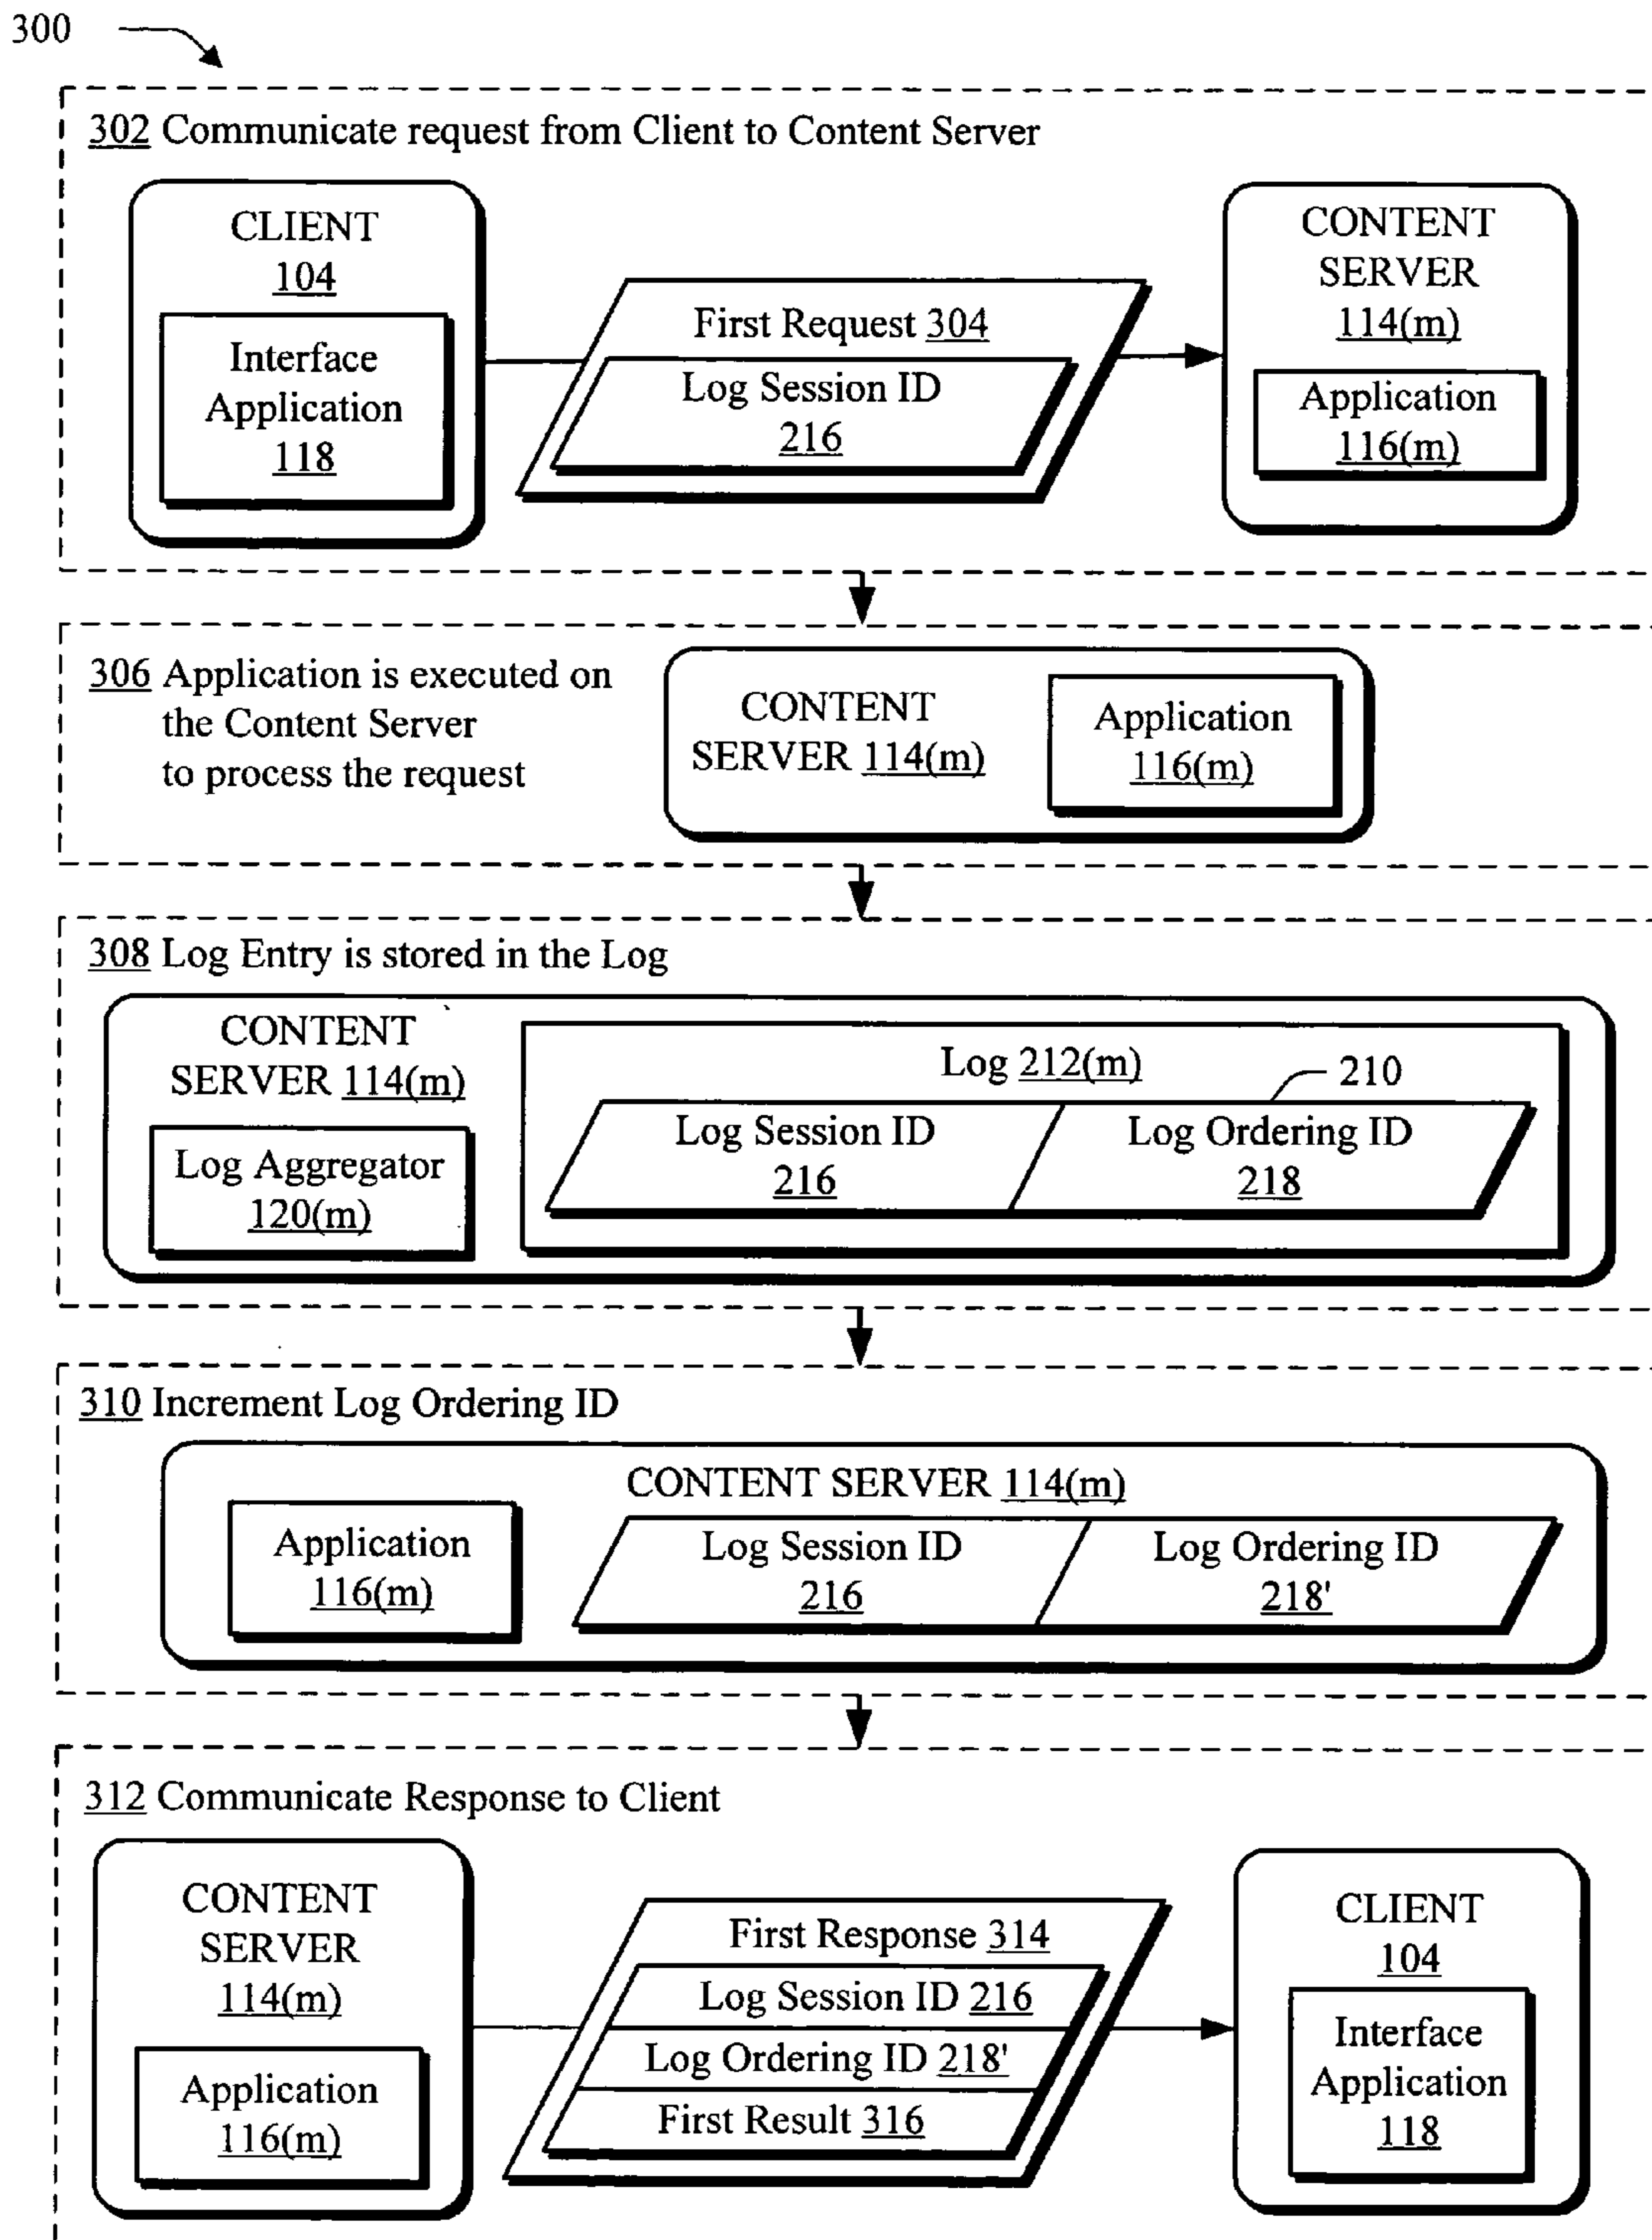 300
302 Communicate request from Client to Content Server
CLIENT
104
Interface
Application
118
First Request 304
Log Session ID
216
CONTENT
SERVER
114(m)
Application
116(m)
306 Application is executed on
the Content Server
to process the request
CONTENT
SERVER 114(m)
Application
116(m)
308 Log Entry is stored in the Log
CONTENT
SERVER 114(m)
Log Aggregator
120(m)
Log 212(m)
210
Log Session ID
216
Log Ordering ID
218
310 Increment Log Ordering ID
CONTENT SERVER 114(m)
Application
116(m)
Log Session ID
216
Log Ordering ID
218'
312 Communicate Response to Client
CONTENT
SERVER
114(m)
Application
116(m)
First Response 314
Log Session ID 216
Log Ordering ID 218'
First Result 316
CLIENT
104
Interface
Application
118